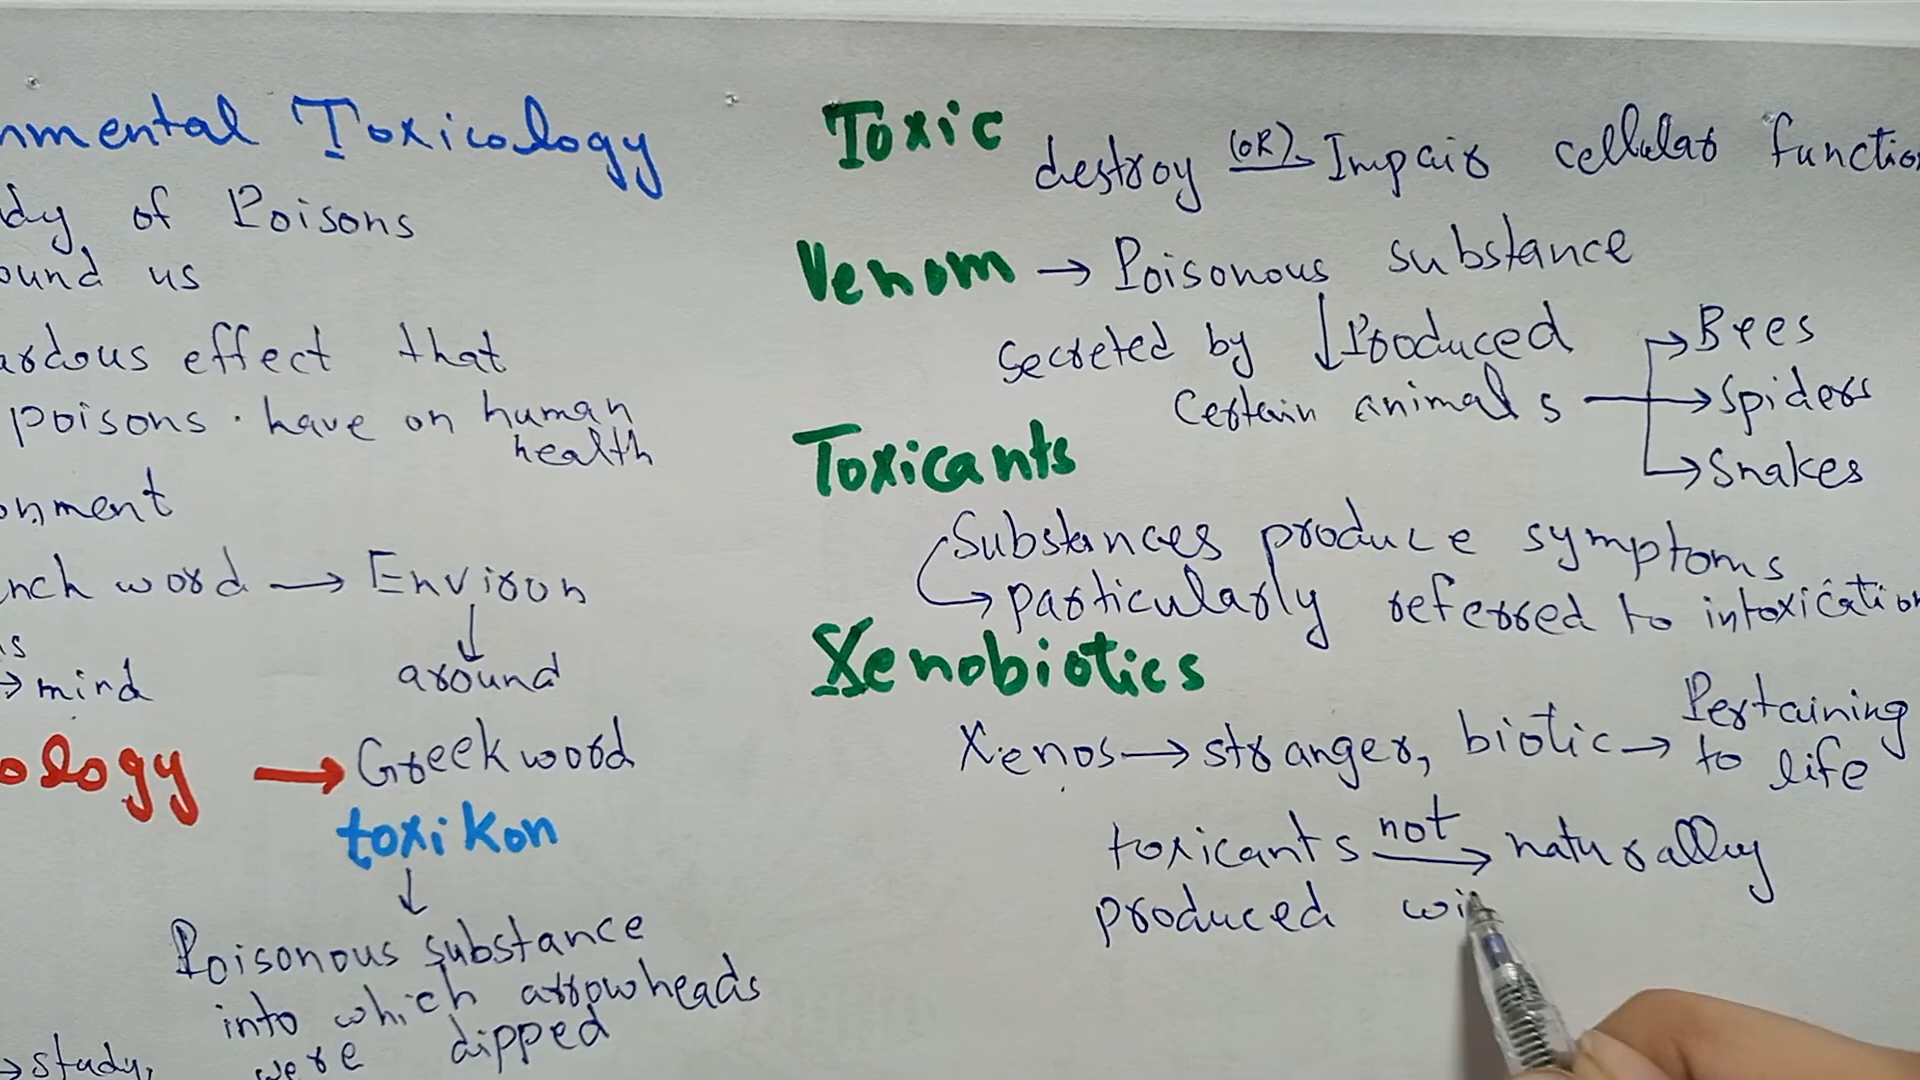 nmental Toxicology
dy of Poisons
ound us
ardous effect that
poisons. have on human
health
onment
nch word → Environ
↓
around
is
→ mind
ology → Greek word
toxikon
↓
Poisonous substance
into which arrowheads
were dipped
→ study,
Toxic
destroy (OR) Impair cellular function
Venom → Poisonous substance
secreted by ↓ Produced
Certain animals → Bees
→ Spiders
→ Snakes
Toxicants
Substances produce symptoms
→ particularly referred to intoxication
Xenobiotics
Xenos → stranger, biotic → Pertaining
to life
toxicants not → naturally
produced wi